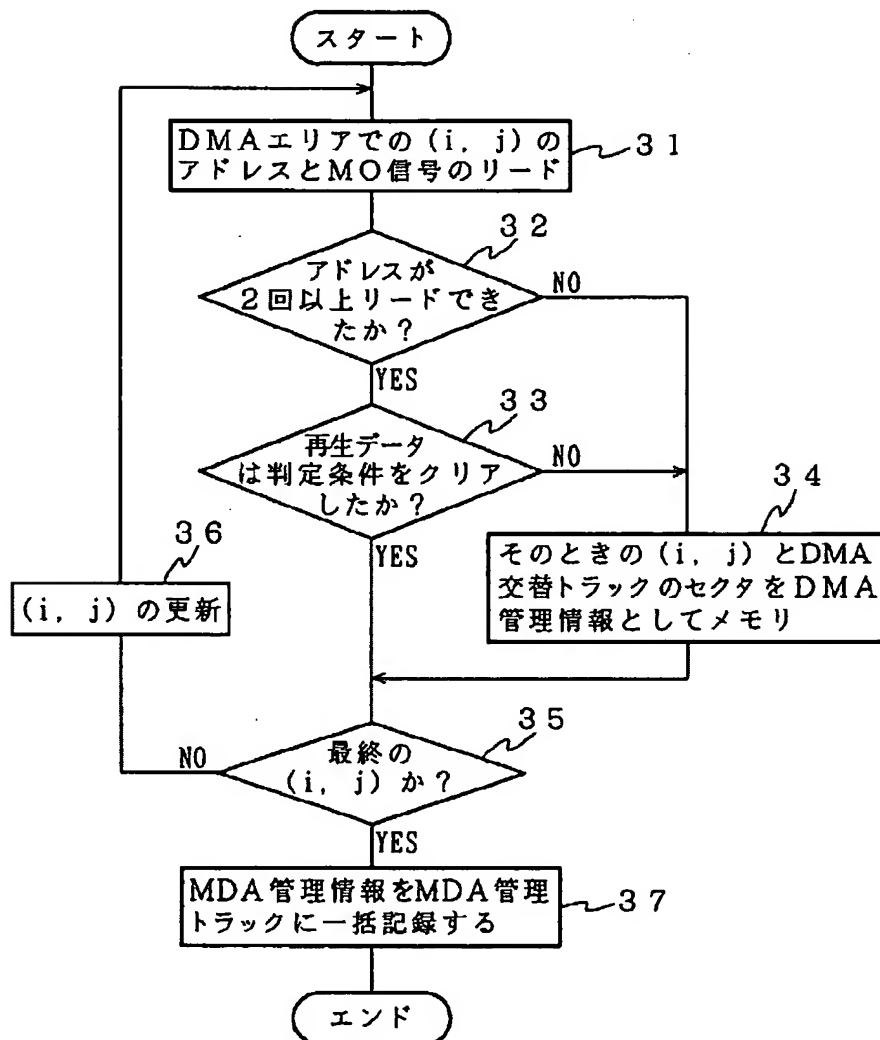 スタート
DMAエリアでの(i, j)の
アドレスとMO信号のリード
31
アドレスが
2回以上リードでき
たか?
32
NO
YES
再生データ
は判定条件をクリア
したか?
33
NO
YES
そのときの(i, j)とDMA
交替トラックのセクタをDMA
管理情報としてメモリ
34
36
(i, j)の更新
最終の
(i, j)か?
35
NO
YES
MDA管理情報をMDA管理
トラックに一括記録する
37
エンド